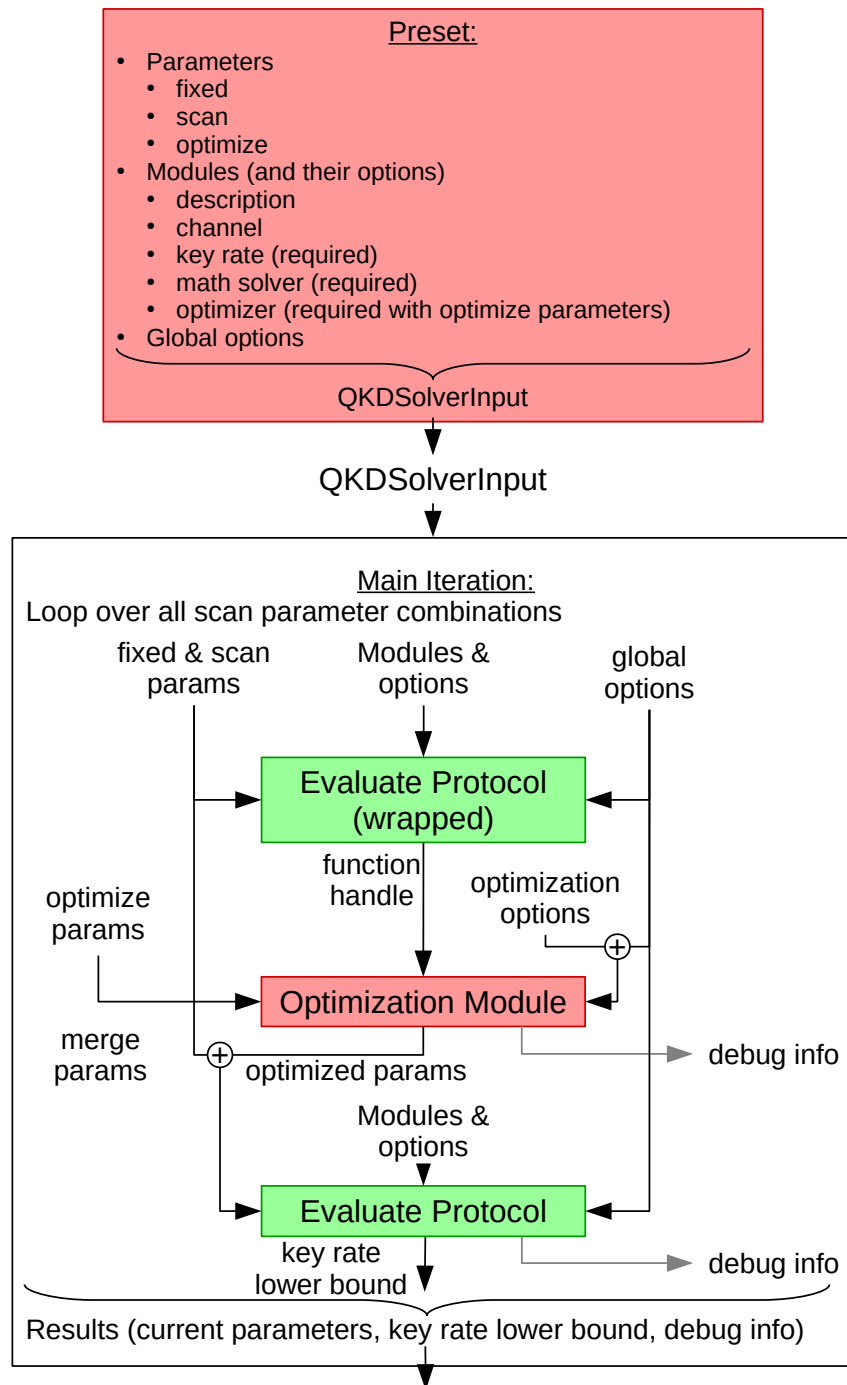 Preset:
• Parameters
• fixed
• scan
• optimize
• Modules (and their options)
• description
• channel
• key rate (required)
• math solver (required)
• optimizer (required with optimize parameters)
• Global options
QKDSolverInput
QKDSolverInput
Main Iteration:
Loop over all scan parameter combinations
fixed & scan
params
Modules &
options
global
options
Evaluate Protocol
(wrapped)
function
handle
optimization
options
optimize
params
+
Optimization Module
merge
params
+
optimized params
debug info
Modules &
options
Evaluate Protocol
key rate
lower bound
debug info
Results (current parameters, key rate lower bound, debug info)